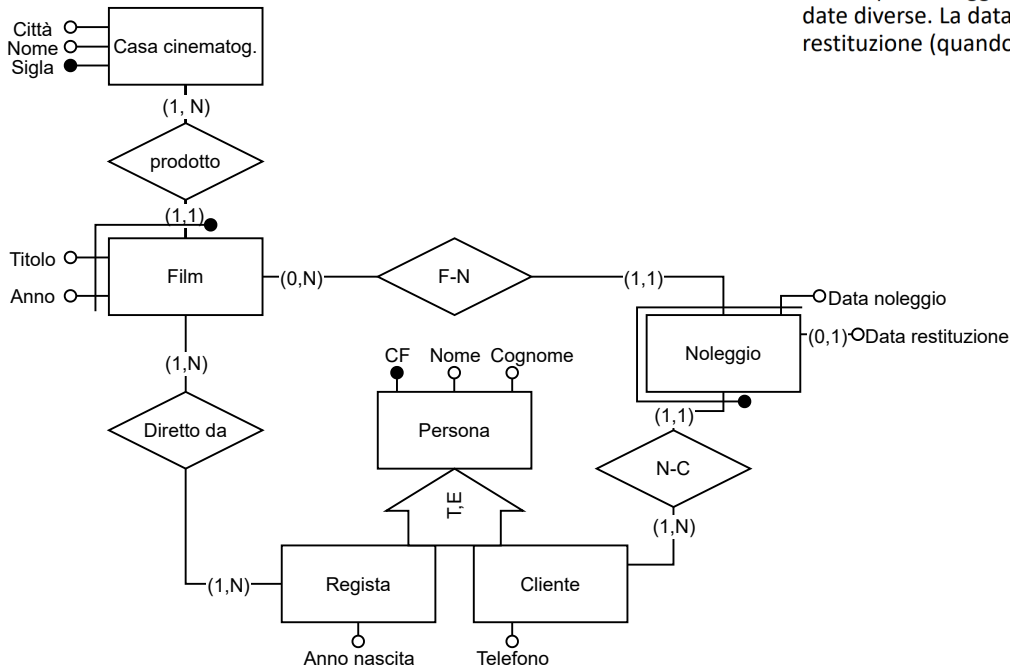 date diverse. La data
restituzione (quando
Città
Nome
Sigla
Casa cinematog.
(1, N)
prodotto
(1,1)
Titolo
Anno
Film
(0,N)
F-N
(1,1)
Data noleggio
(0,1)
Data restituzione
Noleggio
(1,N)
CF
Nome
Cognome
Persona
(1,1)
Diretto da
N-C
T,E
(1,N)
(1,N)
Regista
Cliente
Anno nascita
Telefono